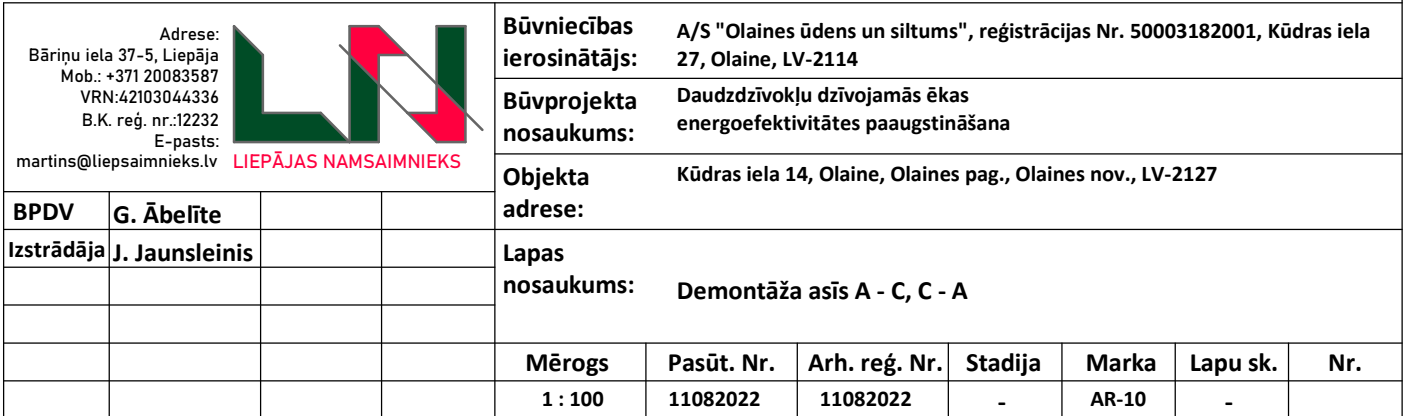 Adrese:
Bāriņu iela 37-5, Liepāja
Mob.: +371 20083587
VRN:42103044336
B.K. reģ. nr.:12232
E-pasts:
martins@liepsaimnieks.lv
LN
LIEPĀJAS NAMSAIMNIEKS
BPDV G. Ābelīte
Izstrādāja J. Jaunsleinis
Būvniecības
ierosinātājs:
A/S "Olaines ūdens un siltums", reģistrācijas Nr. 50003182001, Kūdras iela
27, Olaine, LV-2114
Būvprojekta
nosaukums:
Daudzdzīvokļu dzīvojamās ēkas
energoefektivitātes paaugstināšana
Objekta
adrese:
Kūdras iela 14, Olaine, Olaines pag., Olaines nov., LV-2127
Lapas
nosaukums:
Demontāža asīs A - C, C - A
Mērogs Pasūt. Nr. Arh. reģ. Nr. Stadija Marka Lapu sk. Nr.
1 : 100 11082022 11082022 - AR-10 -